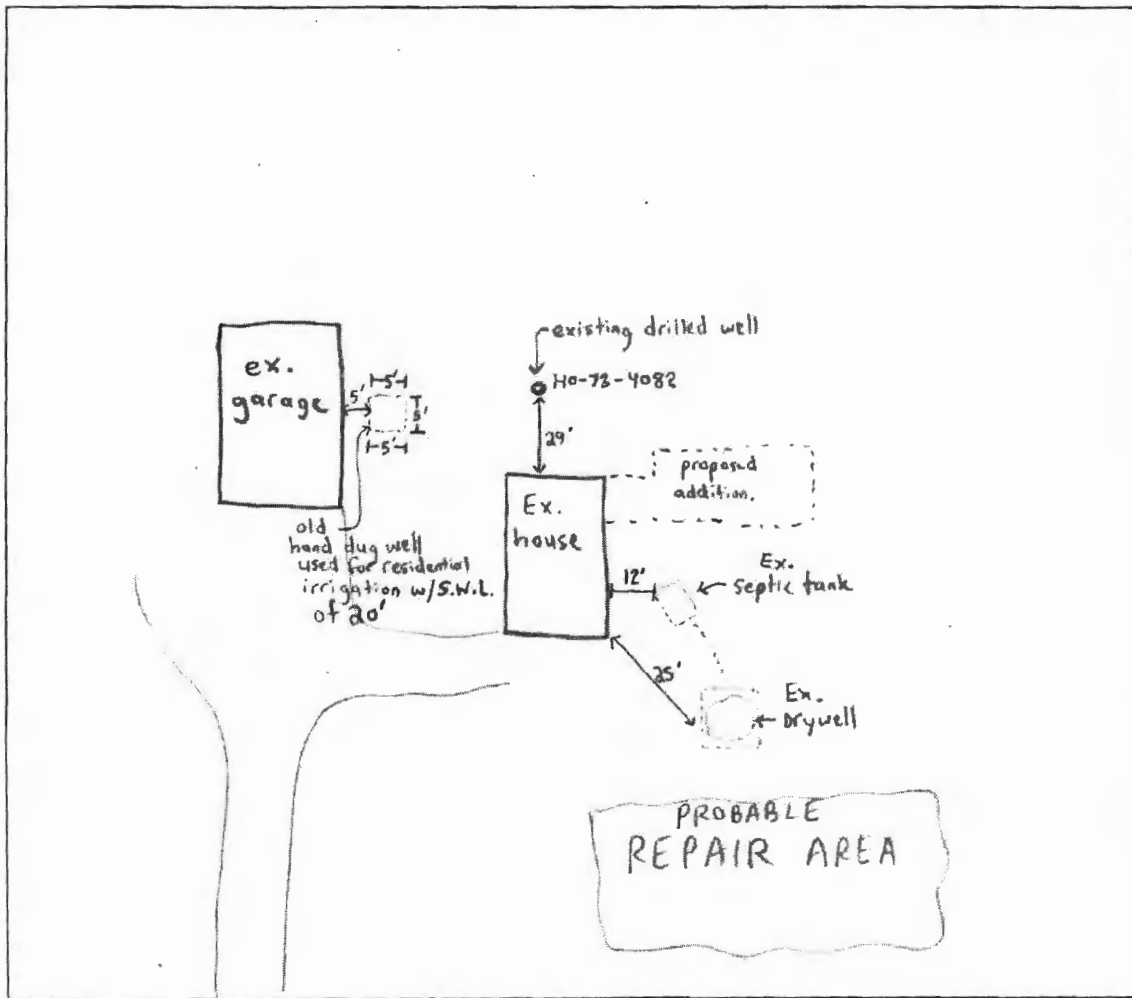 existing drilled well
HO-73-4082
29'
ex.
garage
5'
5'
5'
5'
old
hand dug well
used for residential
irrigation w/S.W.L.
of 20'
proposed
addition.
Ex.
house
12'
Ex.
septic tank
25'
Ex.
Drywell
PROBABLE
REPAIR AREA